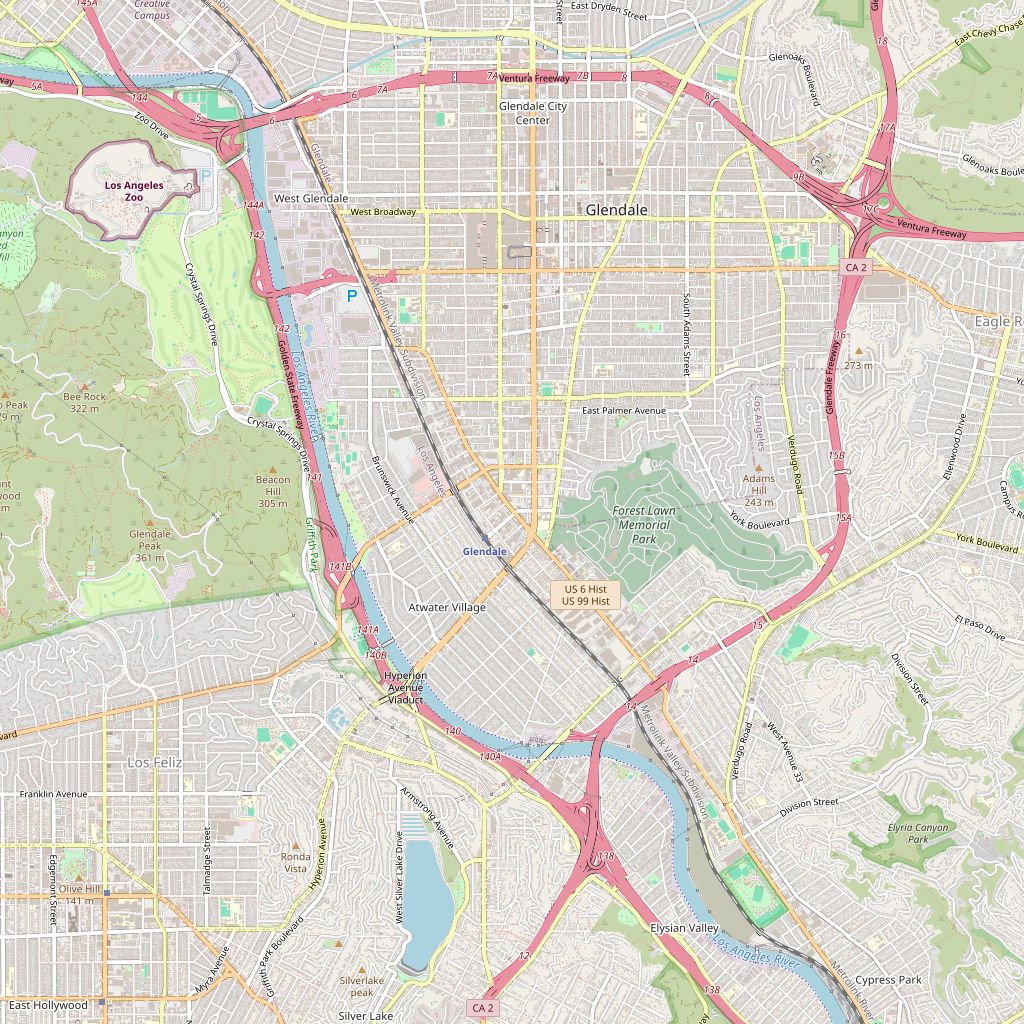 145A
Creative
Campus
East Dryden Street
Street
18
East Chevy Chase
5A
144
Zoo Drive
5
6
6
7A
7A
Ventura Freeway
7B
8
8
Glendale City
Center
Glenoaks Boulevard
17A
Glenoaks Boulevard
9B
17C
Ventura Freeway
Los Angeles
Zoo
144A
142
Glendale
West Glendale
West Broadway
Glendale
CA 2
P
P
Crystal Springs Drive
142
Golden State Freeway
Los Angeles River
Metrolink Valley Subdivision
South Adams Street
16
273 m
Glendale Freeway
Bee Rock
322 m
Peak
East Palmer Avenue
Los Angeles
Crystal Springs Drive
141
Beacon
Hill
305 m
Glendale
Peak
361 m
Griffith Park
Los Angeles
Brunswick Avenue
Verdugo Road
15B
Ellenwood Drive
Adams
Hill
243 m
York Boulevard
15A
York Boulevard
Forest Lawn
Memorial
Park
Glendale
141B
US 6 Hist
US 99 Hist
Atwater Village
141A
140B
15
14
14
El Paso Drive
Division Street
Hyperion
Avenue
Viaduct
140
140A
Metrolink Valley Subdivision
West Avenue 33
Verdugo Road
Division Street
Los Feliz
Franklin Avenue
Armstrong Avenue
West Silver Lake Drive
Hyperion Avenue
Talmadge Street
Edgemont Street
Ronda
Vista
Olive Hill
141 m
138
Elyria Canyon
Park
Griffith Park Boulevard
Myra Avenue
Silverlake
peak
Silver Lake
East Hollywood
12
CA 2
Elysian Valley
Los Angeles River
138
Cypress Park